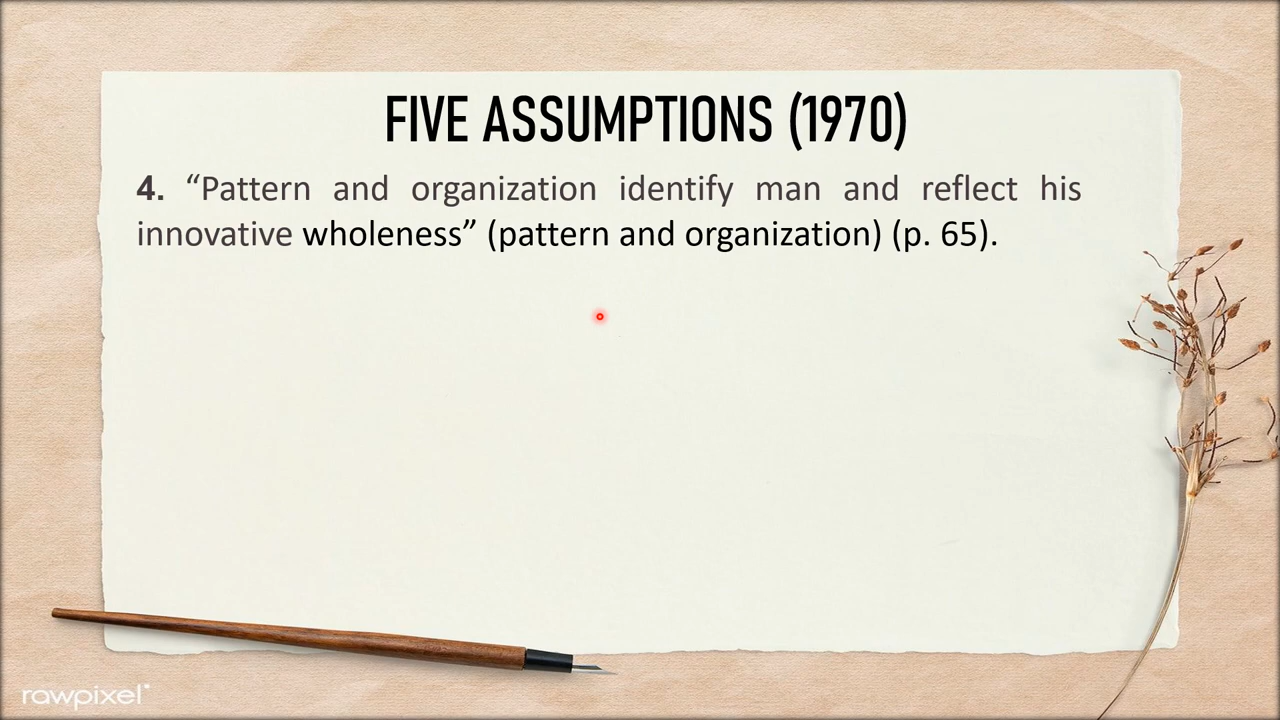 FIVE ASSUMPTIONS (1970)
4. “Pattern and organization identify man and reflect his
innovative wholeness” (pattern and organization) (p. 65).
rawpixel